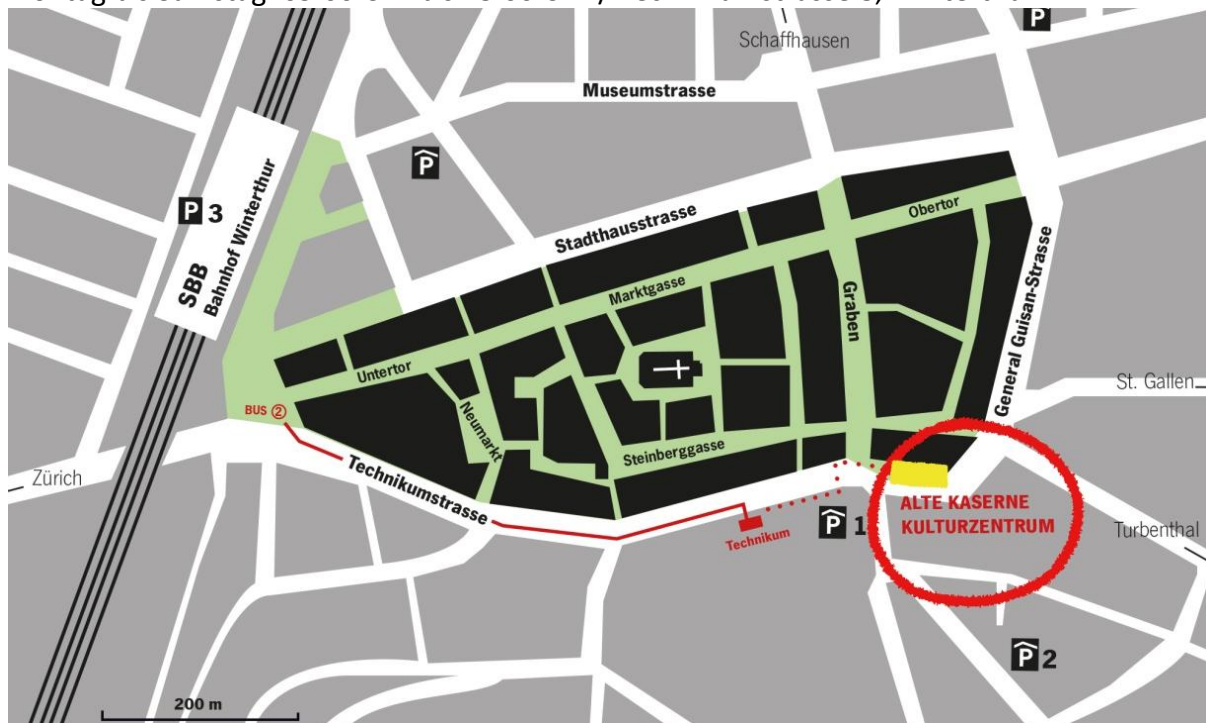 Schaffhausen
P
Museumstrasse
P
P 3
SBB
Bahnhof Winterthur
Stadthausstrasse
Obertor
Marktgasse
Graben
General Guisan-Strasse
Untertor
St. Gallen
BUS 2
Neumarkt
Steinberggasse
Zürich
Technikumstrasse
ALTE KASERNE
KULTURZENTRUM
P 1
Technikum
Turbenthal
P 2
200 m